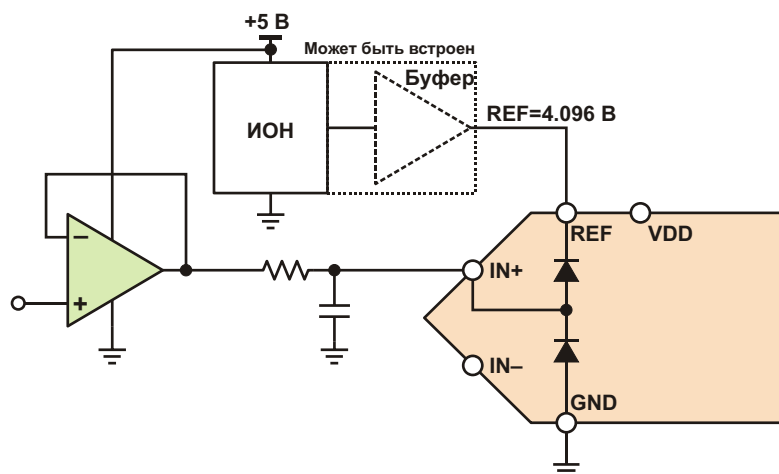 +5 В
Может быть встроен
Буфер
ИОН
REF=4.096 В
REF
VDD
IN+
IN–
GND
–
+